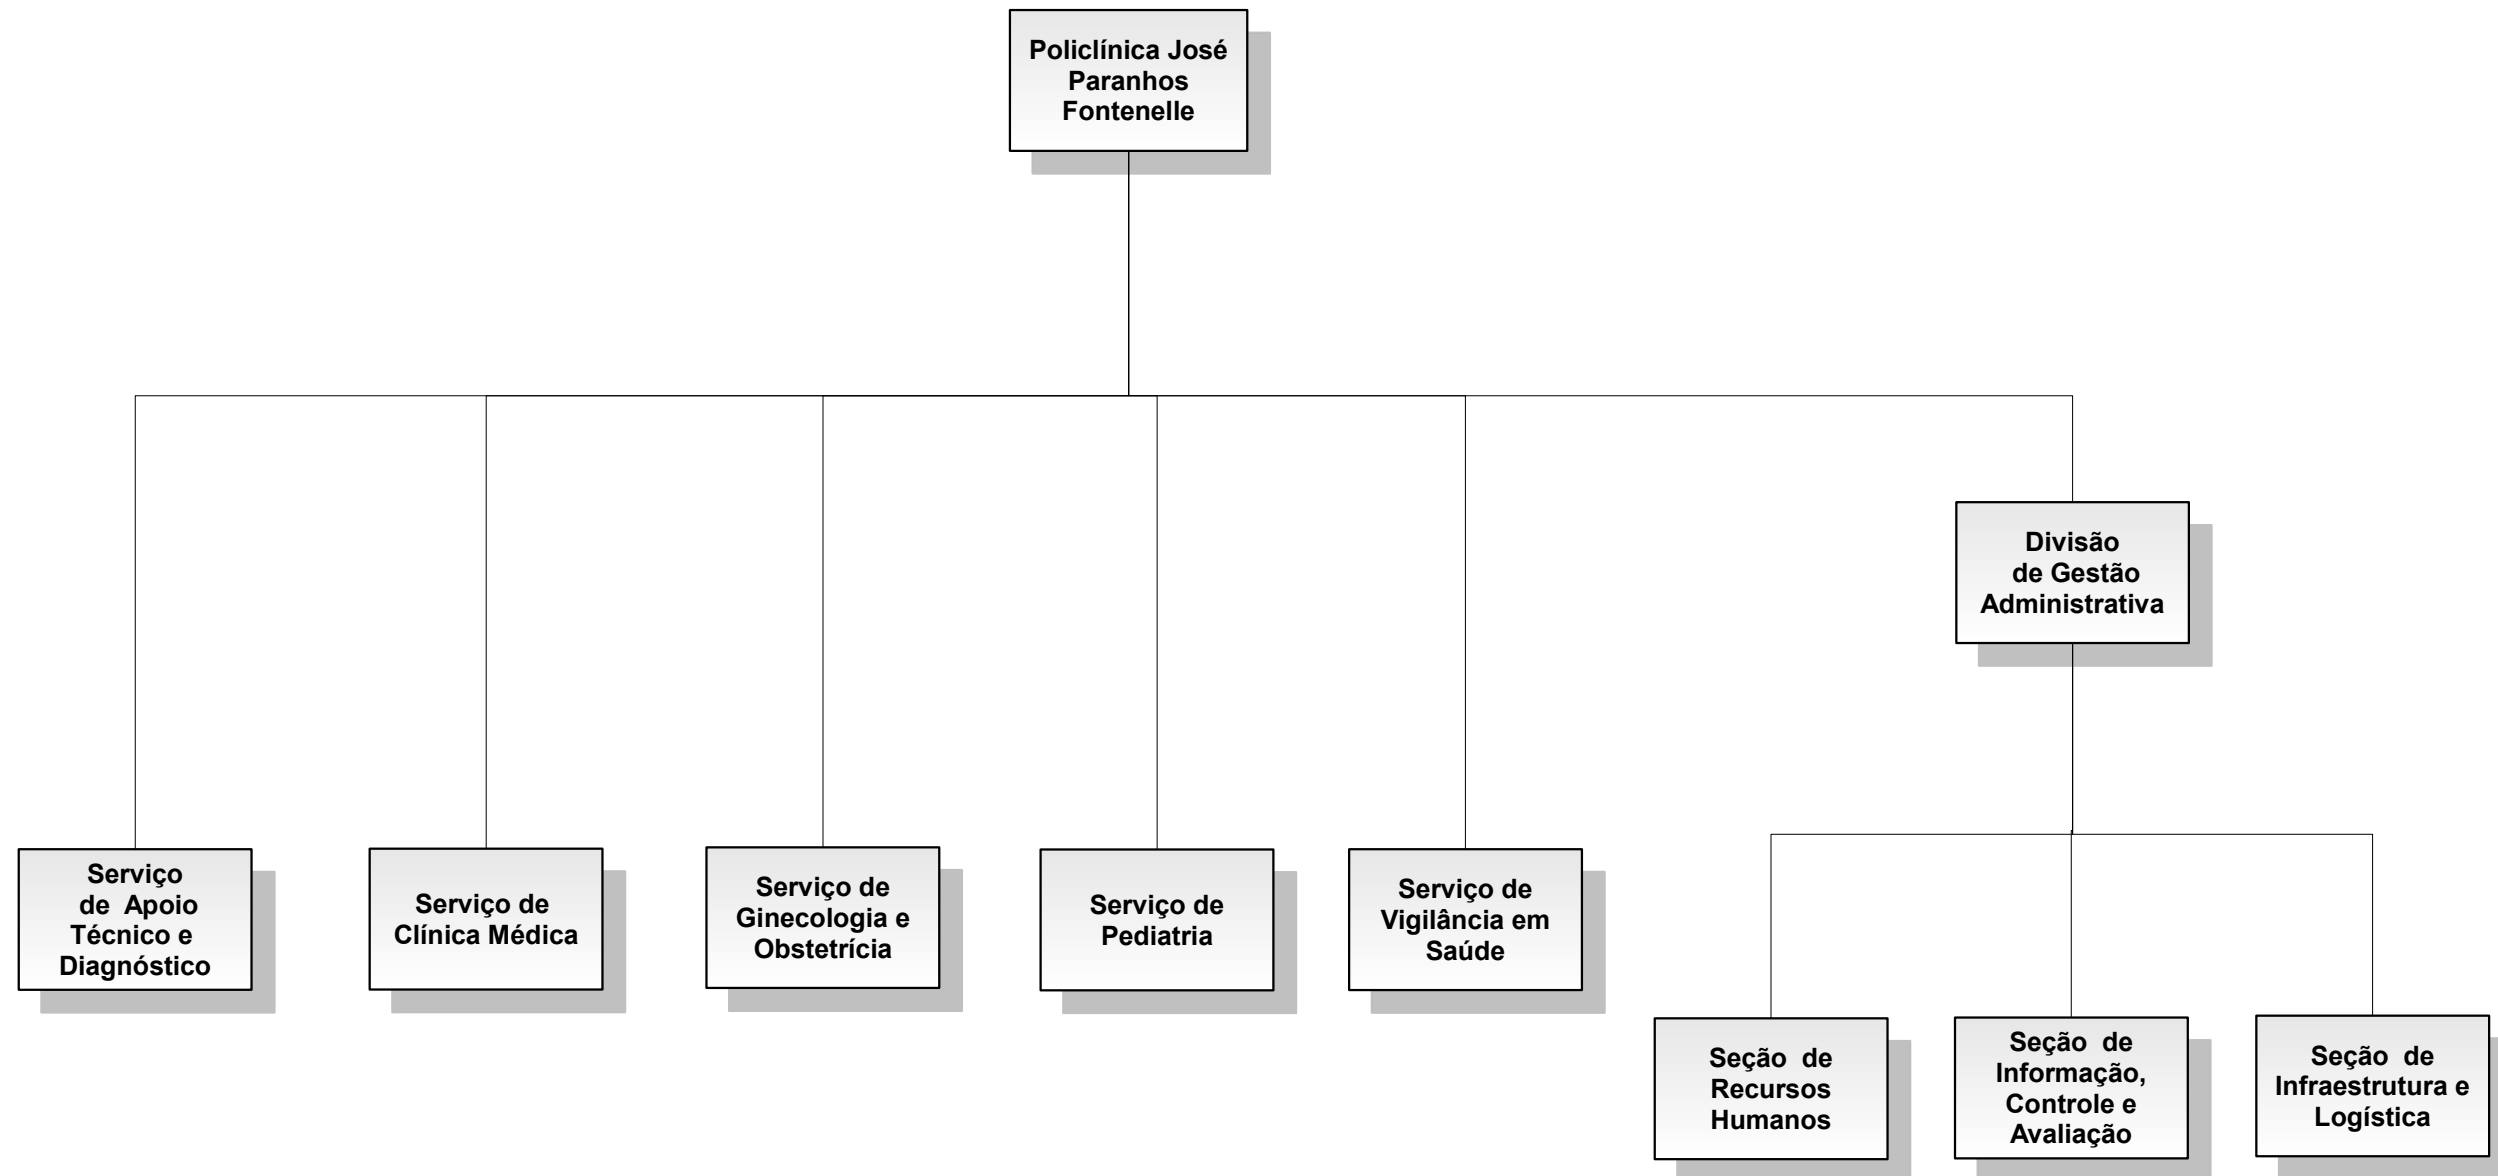 Policlínica José
Paranhos
Fontenelle
Divisão
de Gestão
Administrativa
Serviço
de Apoio
Técnico e
Diagnóstico
Serviço de
Clínica Médica
Serviço de
Ginecologia e
Obstetrícia
Serviço de
Pediatria
Serviço de
Vigilância em
Saúde
Seção de
Recursos
Humanos
Seção de
Informação,
Controle e
Avaliação
Seção de
Infraestrutura e
Logística